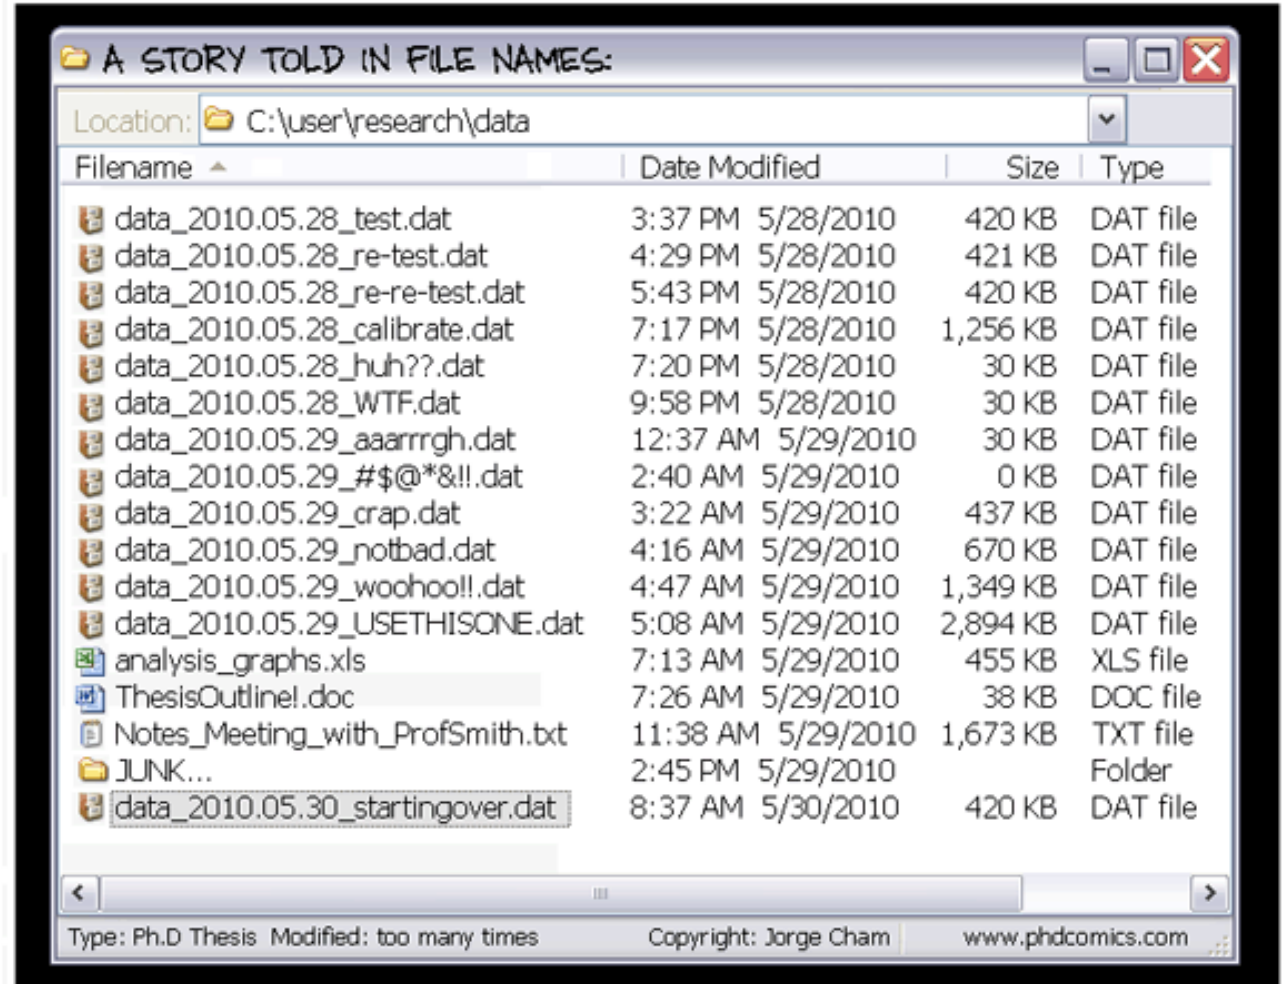 A STORY TOLD IN FILE NAMES:
Location: C:\user\research\data
Filename Date Modified Size Type
data_2010.05.28_test.dat 3:37 PM 5/28/2010 420 KB DAT file
data_2010.05.28_re-test.dat 4:29 PM 5/28/2010 421 KB DAT file
data_2010.05.28_re-re-test.dat 5:43 PM 5/28/2010 420 KB DAT file
data_2010.05.28_calibrate.dat 7:17 PM 5/28/2010 1,256 KB DAT file
data_2010.05.28_huh??.dat 7:20 PM 5/28/2010 30 KB DAT file
data_2010.05.28_WTF.dat 9:58 PM 5/28/2010 30 KB DAT file
data_2010.05.29_aaarrrgh.dat 12:37 AM 5/29/2010 30 KB DAT file
data_2010.05.29_#$@*&!!.dat 2:40 AM 5/29/2010 0 KB DAT file
data_2010.05.29_crap.dat 3:22 AM 5/29/2010 437 KB DAT file
data_2010.05.29_notbad.dat 4:16 AM 5/29/2010 670 KB DAT file
data_2010.05.29_woohoo!!.dat 4:47 AM 5/29/2010 1,349 KB DAT file
data_2010.05.29_USETHISONE.dat 5:08 AM 5/29/2010 2,894 KB DAT file
analysis_graphs.xls 7:13 AM 5/29/2010 455 KB XLS file
ThesisOutline!.doc 7:26 AM 5/29/2010 38 KB DOC file
Notes_Meeting_with_ProfSmith.txt 11:38 AM 5/29/2010 1,673 KB TXT file
JUNK... 2:45 PM 5/29/2010 Folder
data_2010.05.30_startingover.dat 8:37 AM 5/30/2010 420 KB DAT file
Type: Ph.D Thesis Modified: too many times Copyright: Jorge Cham www.phdcomics.com